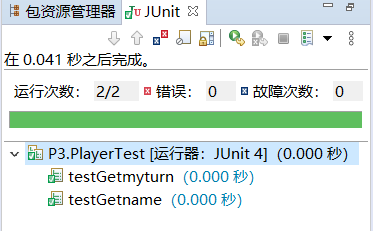 包资源管理器 JUnit
在 0.041 秒之后完成。
运行次数： 2/2 错误： 0 故障次数： 0
P3.PlayerTest [运行器：JUnit 4]（0.000 秒）
testGetmyturn（0.000 秒）
testGetname（0.000 秒）